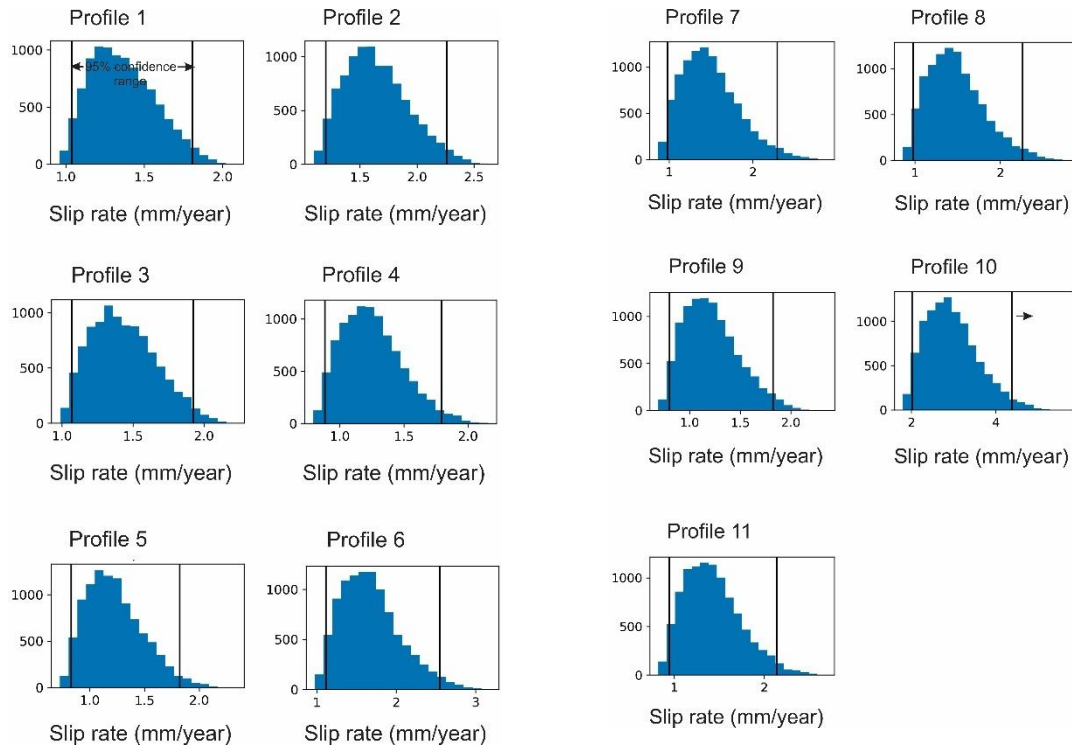 Profile 1
Profile 2
1000
500
0
95% confidence
range
1.0
1.5
2.0
1000
500
0
1.5
2.0
2.5
Slip rate (mm/year)
Slip rate (mm/year)
Profile 3
Profile 4
1000
500
0
1.0
1.5
2.0
1000
500
0
1.0
1.5
2.0
Slip rate (mm/year)
Slip rate (mm/year)
Profile 5
Profile 6
1000
500
0
1.0
1.5
2.0
1000
500
0
1
2
3
Slip rate (mm/year)
Slip rate (mm/year)
Profile 7
Profile 8
1000
500
0
1
2
1000
500
0
1
2
Slip rate (mm/year)
Slip rate (mm/year)
Profile 9
Profile 10
1000
500
0
1.0
1.5
2.0
1000
500
0
2
4
Slip rate (mm/year)
Slip rate (mm/year)
Profile 11
1000
500
0
1
2
Slip rate (mm/year)